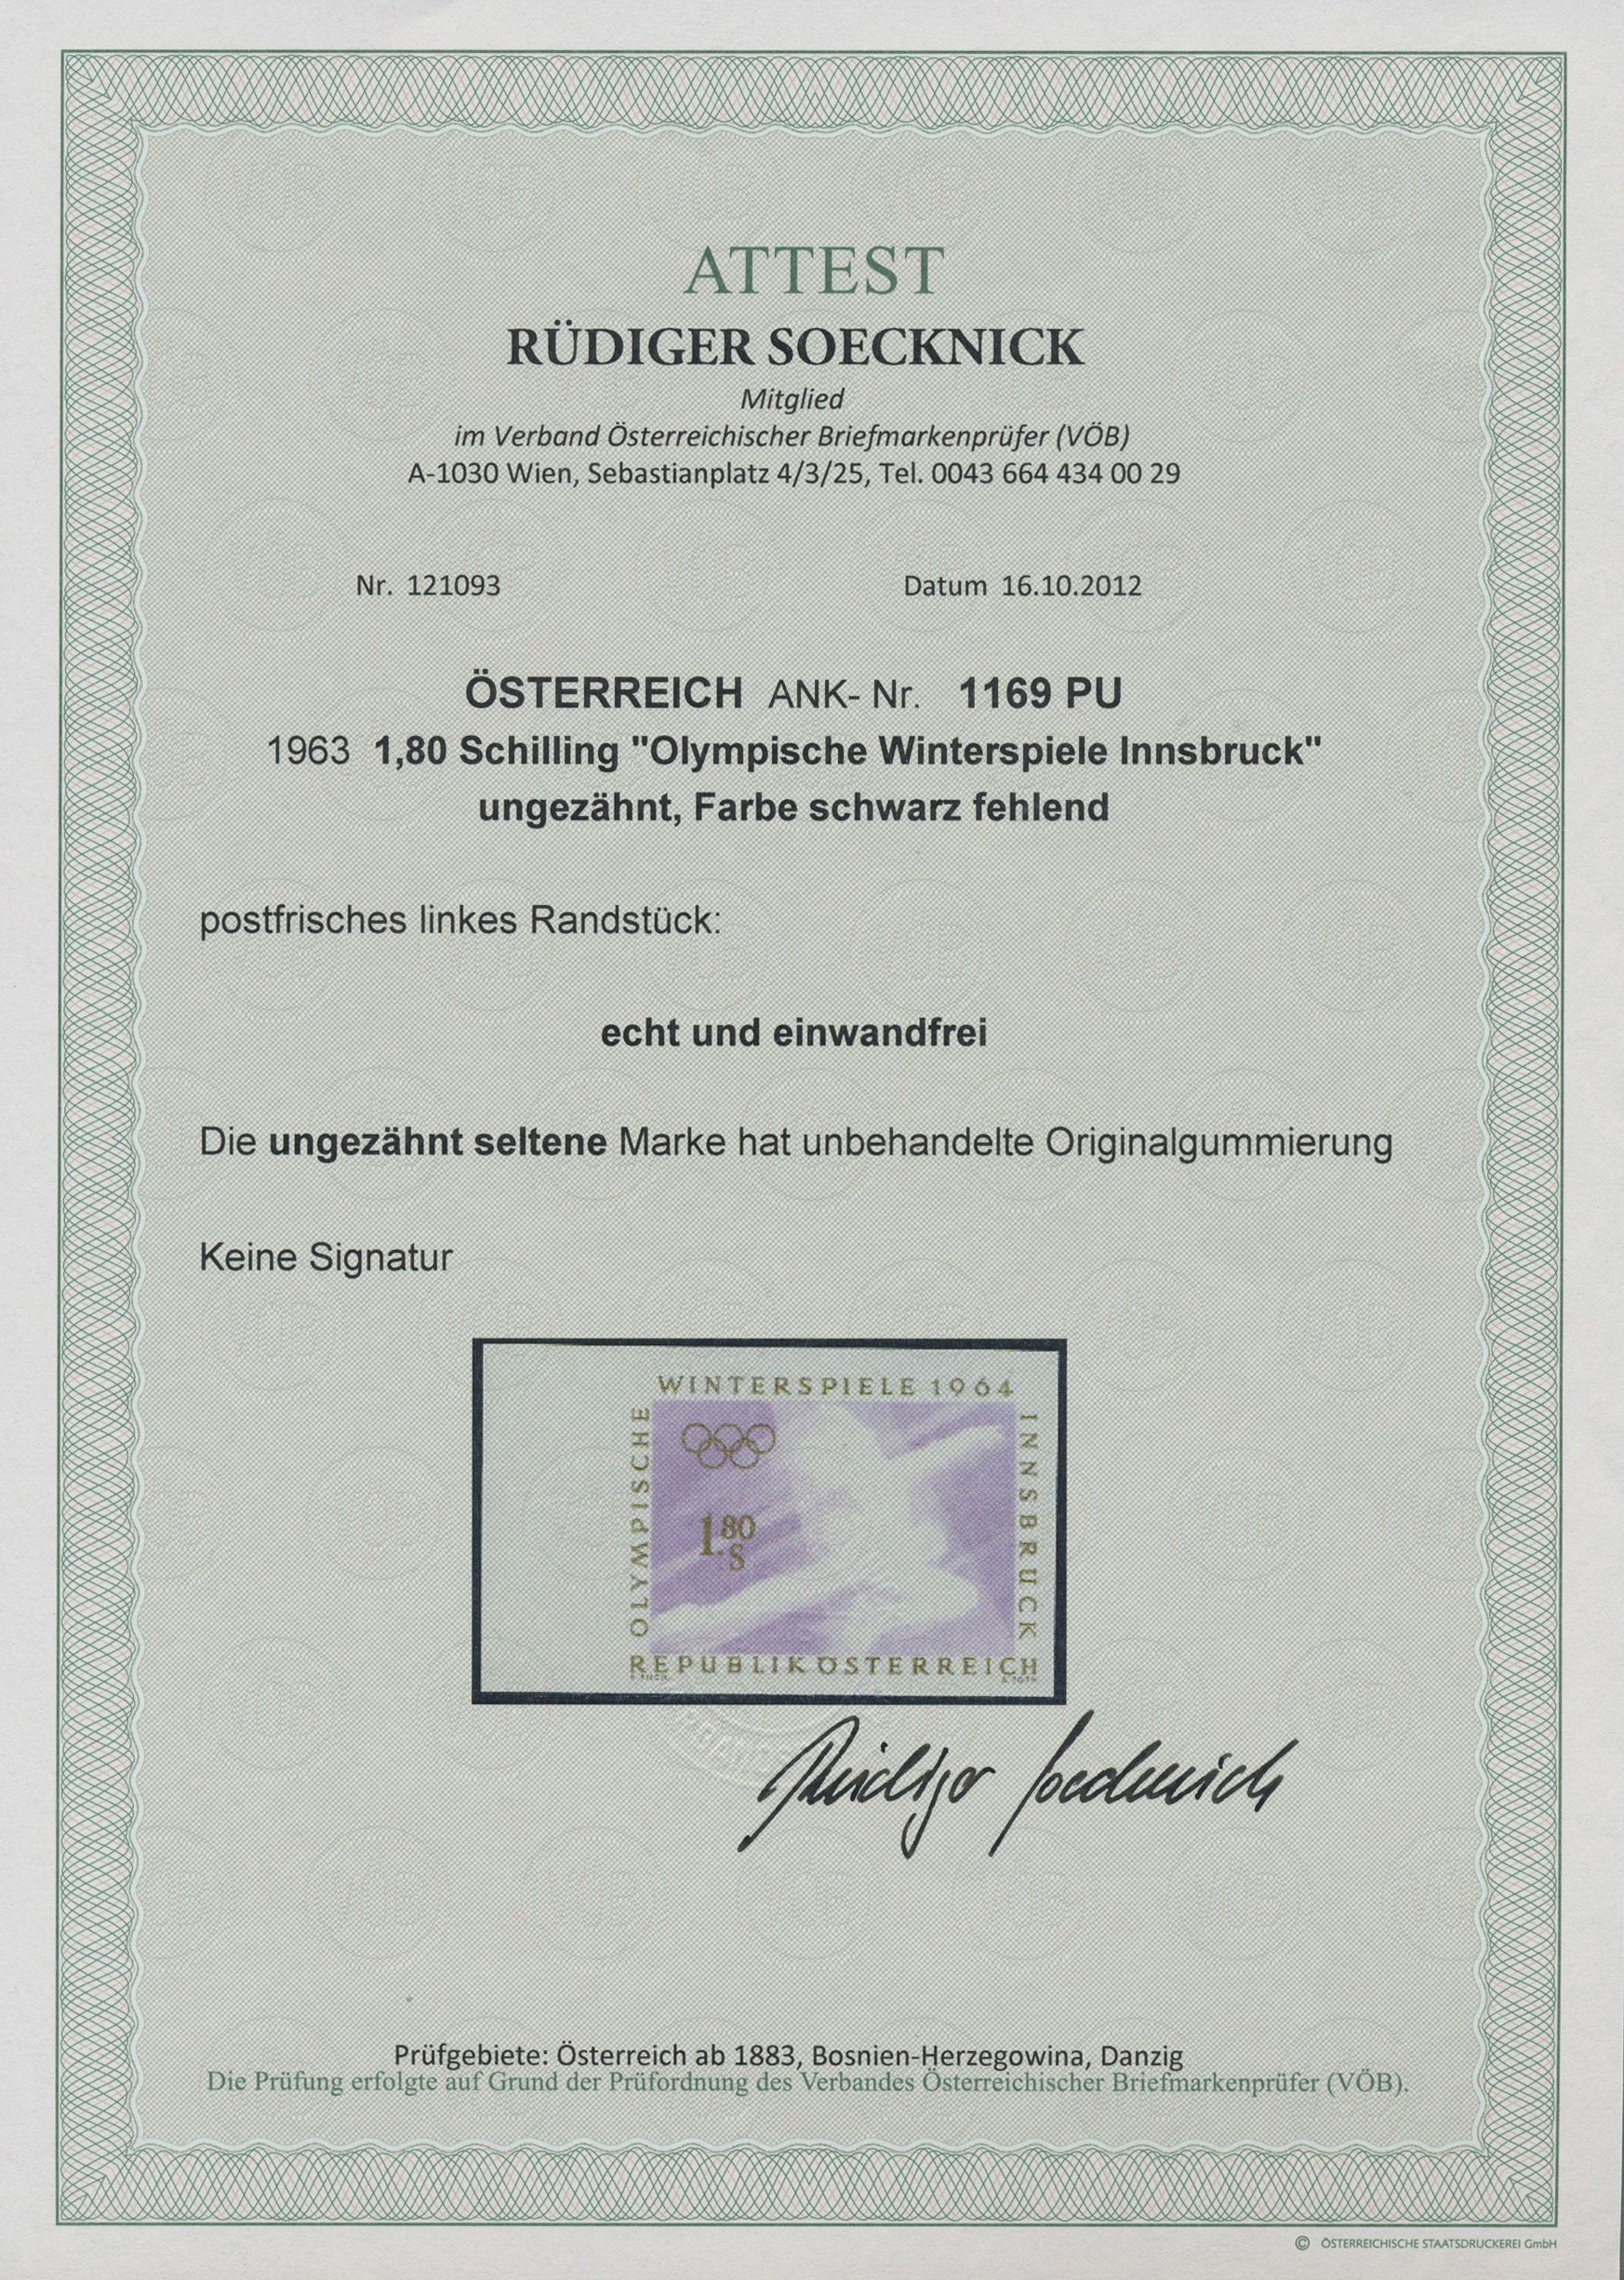 ATTEST
RÜDIGER SOECKNICK
Mitglied
im Verband Österreichischer Briefmarkenprüfer (VÖB)
A-1030 Wien, Sebastianplatz 4/3/25, Tel. 0043 664 434 00 29
Nr. 121093 Datum 16.10.2012
ÖSTERREICH ANK- Nr. 1169 PU
1963 1,80 Schilling "Olympische Winterspiele Innsbruck"
ungezähnt, Farbe schwarz fehlend
postfrisches linkes Randstück:
echt und einwandfrei
Die ungezähnt seltene Marke hat unbehandelte Originalgummierung
Keine Signatur
WINTERSPIELE 1964
OLYMPISCHE
INNSBRUCK
1.80
S
REPUBLIK ÖSTERREICH
Rüdiger Soecknick
Prüfgebiete: Österreich ab 1883, Bosnien-Herzegowina, Danzig
Die Prüfung erfolgte auf Grund der Prüfordnung des Verbandes Österreichischer Briefmarkenprüfer (VÖB).
© ÖSTERREICHISCHE STAATSDRUCKEREI GmbH